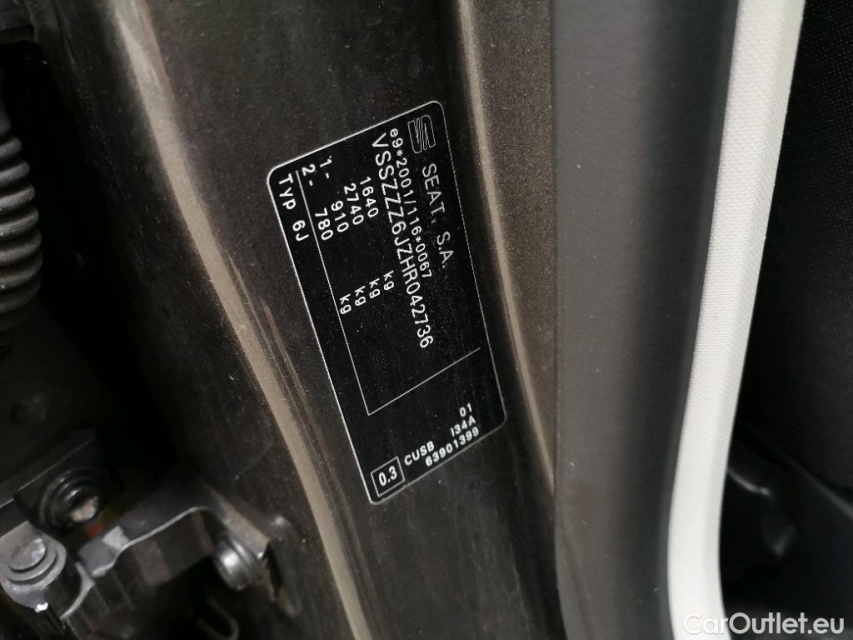 SEAT, S.A.
e9*2001/116*0067
VSSZZZ6JZHR042736
1640 kg
2740 kg
1- 910 kg
2- 780 kg
TYP 6J
01
CUSB I34A
0.3 63901399
CarOutlet.eu